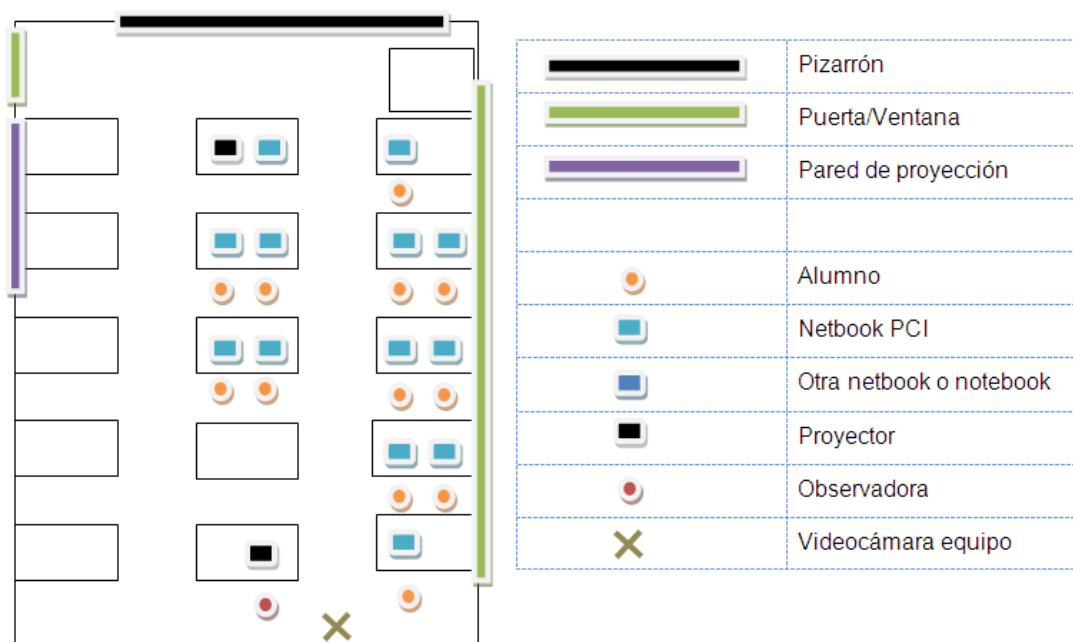 Pizarrón
Puerta/Ventana
Pared de proyección
Alumno
Netbook PCI
Otra netbook o notebook
Proyector
Observadora
Videocámara equipo